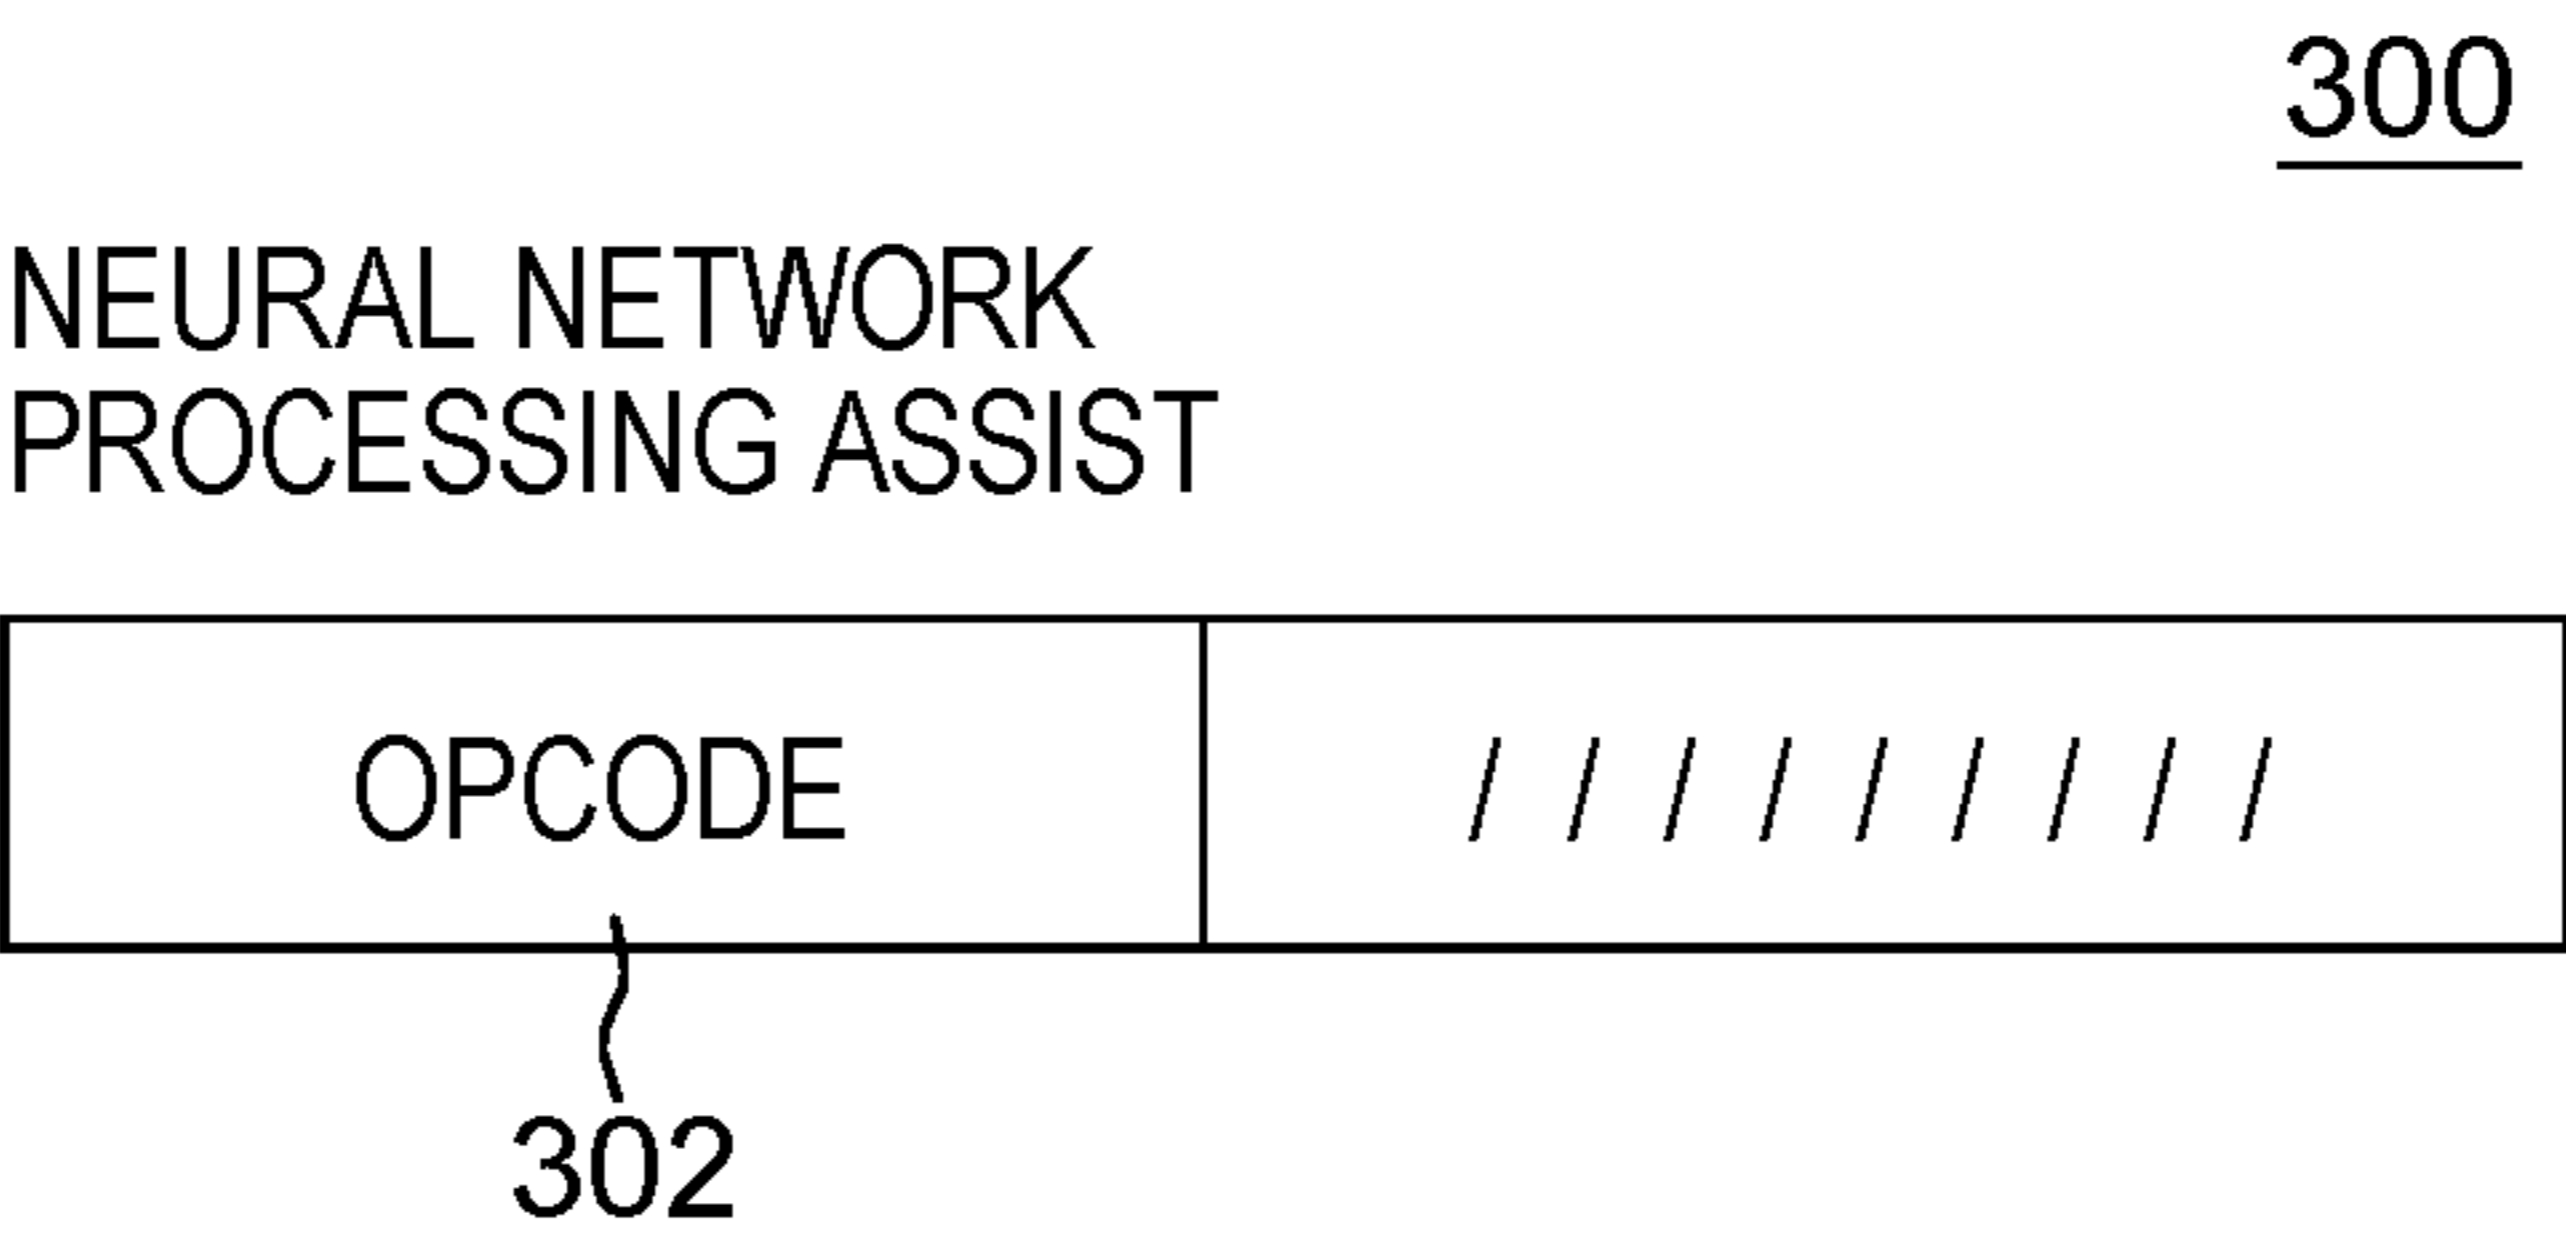 300
NEURAL NETWORK
PROCESSING ASSIST
OPCODE / / / / / / / / /
302